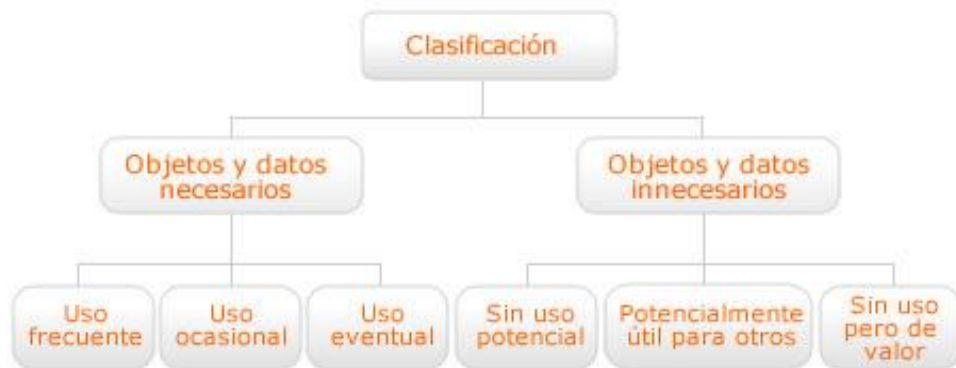 Clasificación
Objetos y datos
necesarios
Objetos y datos
innecesarios
Uso
frecuente
Uso
ocasional
Uso
eventual
Sin uso
potencial
Potencialmente
útil para otros
Sin uso
pero de
valor